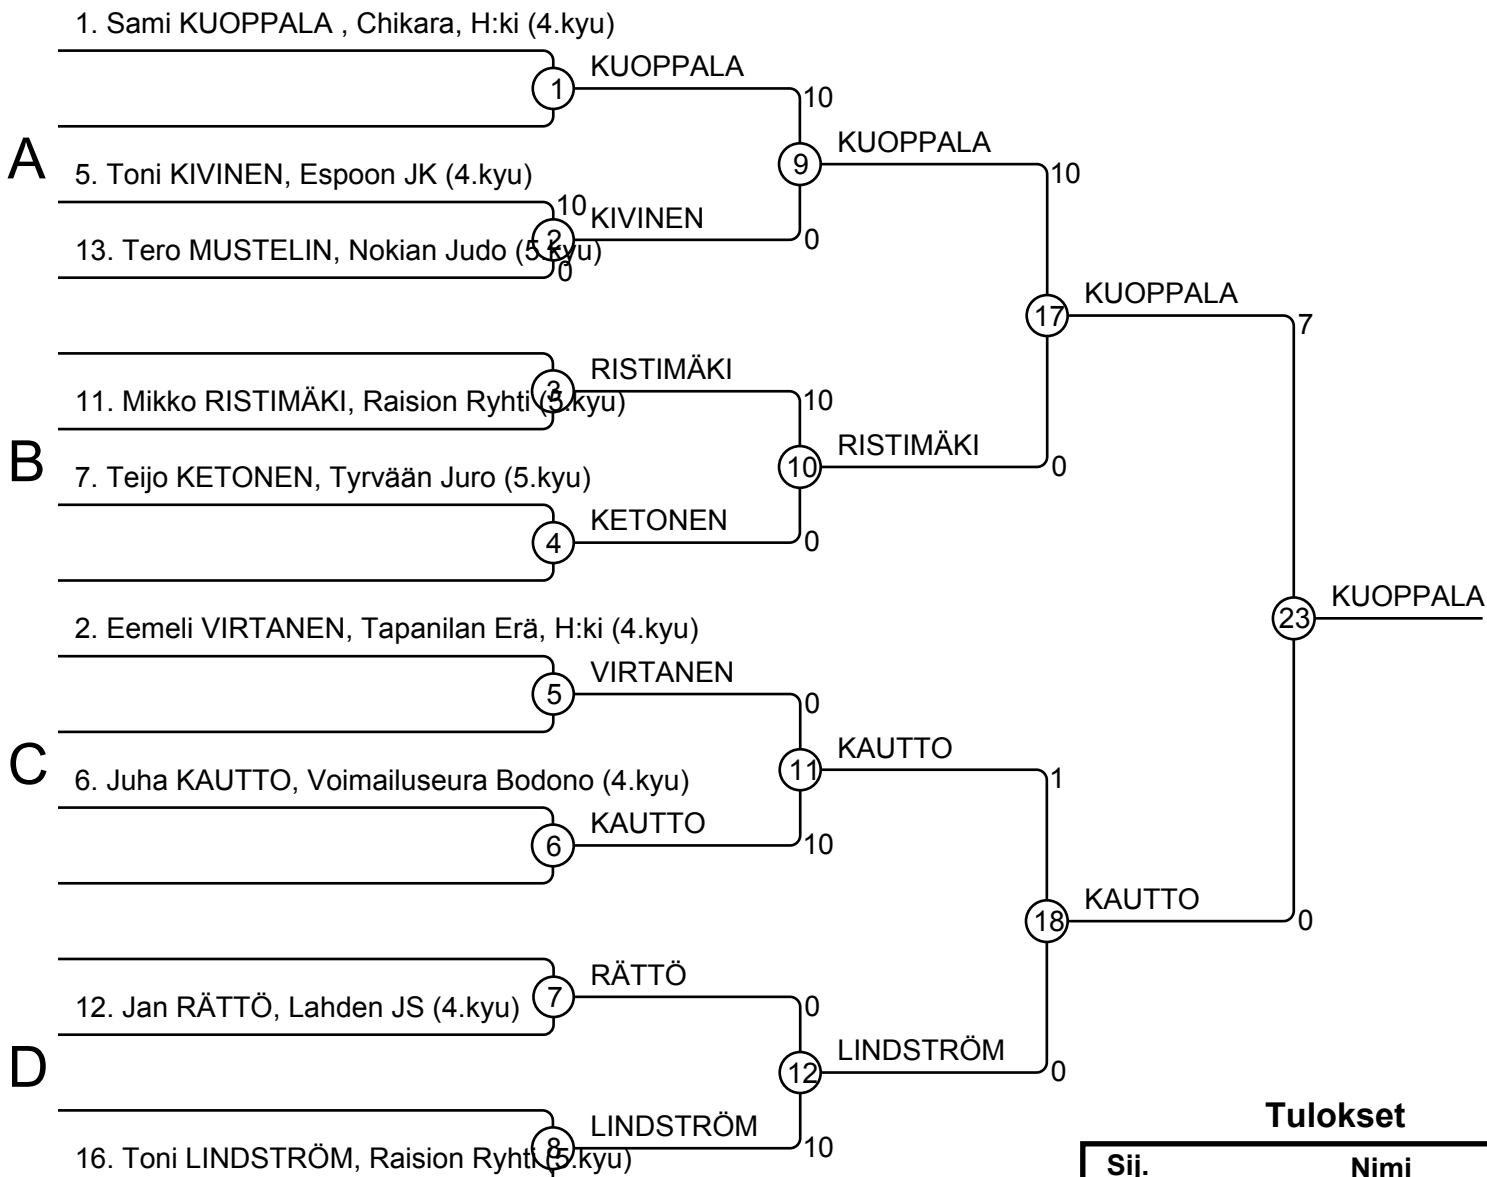 1. Sami KUOPPALA , Chikara, H:ki (4.kyu)
KUOPPALA
1
10
A
KUOPPALA
9
10
5. Toni KIVINEN, Espoon JK (4.kyu)
10
KIVINEN
2
0
13. Tero MUSTELIN, Nokian Judo (5.kyu)
0
KUOPPALA
17
7
RISTIMÄKI
3
10
11. Mikko RISTIMÄKI, Raision Ryhti (5.kyu)
B
RISTIMÄKI
10
0
7. Teijo KETONEN, Tyrvään Juro (5.kyu)
KETONEN
4
0
KUOPPALA
23
2. Eemeli VIRTANEN, Tapanilan Erä, H:ki (4.kyu)
VIRTANEN
5
0
C
KAUTTO
11
1
6. Juha KAUTTO, Voimailuseura Bodono (4.kyu)
KAUTTO
6
10
KAUTTO
18
0
RÄTTÖ
7
0
12. Jan RÄTTÖ, Lahden JS (4.kyu)
D
LINDSTRÖM
12
0
LINDSTRÖM
8
10
16. Toni LINDSTRÖM, Raision Ryhti (5.kyu)
Tulokset
Sij. Nimi